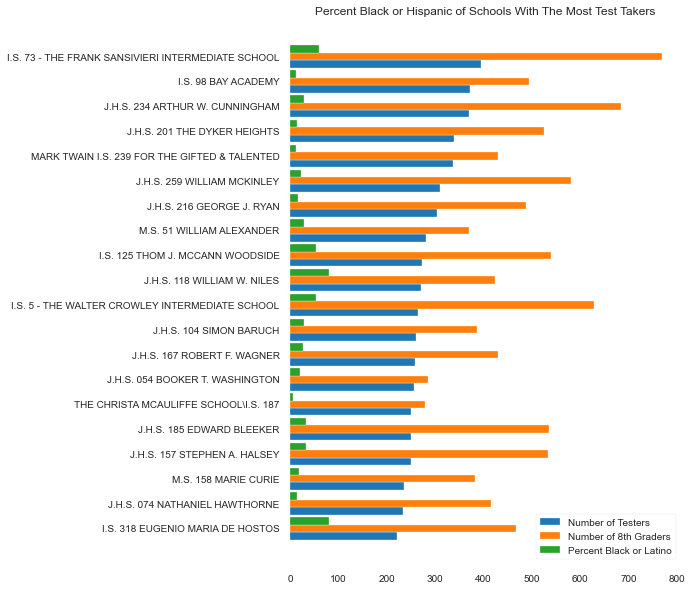 Percent Black or Hispanic of Schools With The Most Test Takers
I.S. 73 - THE FRANK SANSIVIERI INTERMEDIATE SCHOOL
I.S. 98 BAY ACADEMY
J.H.S. 234 ARTHUR W. CUNNINGHAM
J.H.S. 201 THE DYKER HEIGHTS
MARK TWAIN I.S. 239 FOR THE GIFTED & TALENTED
J.H.S. 259 WILLIAM MCKINLEY
J.H.S. 216 GEORGE J. RYAN
M.S. 51 WILLIAM ALEXANDER
I.S. 125 THOM J. MCCANN WOODSIDE
J.H.S. 118 WILLIAM W. NILES
I.S. 5 - THE WALTER CROWLEY INTERMEDIATE SCHOOL
J.H.S. 104 SIMON BARUCH
J.H.S. 167 ROBERT F. WAGNER
J.H.S. 054 BOOKER T. WASHINGTON
THE CHRISTA MCAULIFFE SCHOOL\I.S. 187
J.H.S. 185 EDWARD BLEEKER
J.H.S. 157 STEPHEN A. HALSEY
M.S. 158 MARIE CURIE
J.H.S. 074 NATHANIEL HAWTHORNE
I.S. 318 EUGENIO MARIA DE HOSTOS
Number of Testers
Number of 8th Graders
Percent Black or Latino
0 100 200 300 400 500 600 700 800